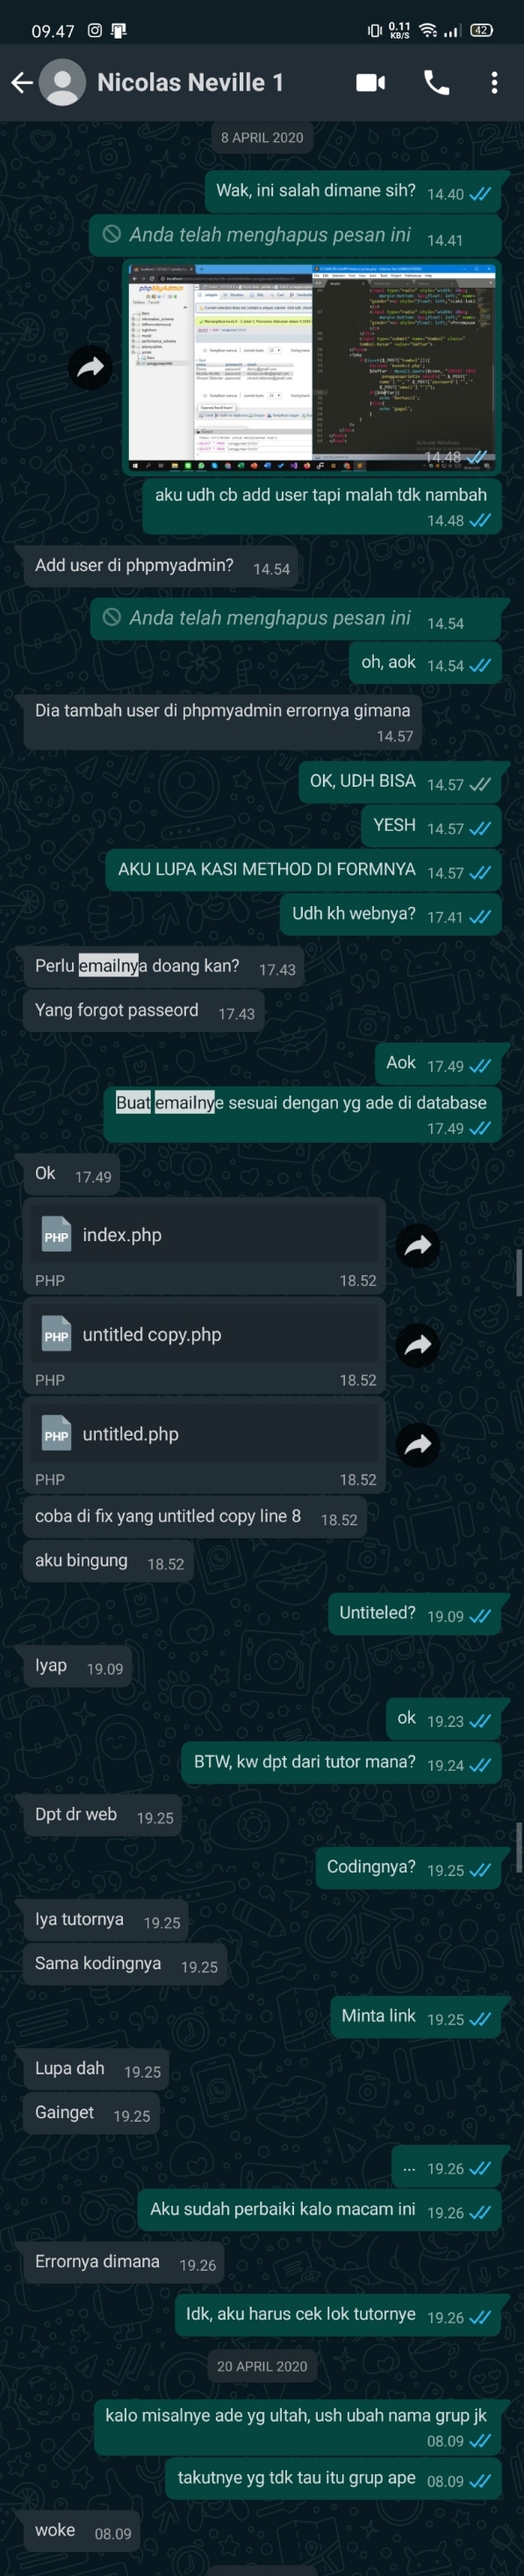 09.47
0.11
KB/S
42
Nicolas Neville 1
8 APRIL 2020
Wak, ini salah dimane sih? 14.40
Anda telah menghapus pesan ini 14.41
phpMyAdmin
14.48
aku udh cb add user tapi malah tdk nambah
14.48
Add user di phpmyadmin? 14.54
Anda telah menghapus pesan ini 14.54
oh, aok 14.54
Dia tambah user di phpmyadmin errornya gimana
14.57
OK, UDH BISA 14.57
YESH 14.57
AKU LUPA KASI METHOD DI FORMNYA 14.57
Udh kh webnya? 17.41
Perlu emailnya doang kan? 17.43
Yang forgot passeord 17.43
Aok 17.49
Buat emailnye sesuai dengan yg ade di database
17.49
Ok 17.49
PHP index.php
PHP 18.52
PHP untitled copy.php
PHP 18.52
PHP untitled.php
PHP 18.52
coba di fix yang untitled copy line 8 18.52
aku bingung 18.52
Untiteled? 19.09
Iyap 19.09
ok 19.23
BTW, kw dpt dari tutor mana? 19.24
Dpt dr web 19.25
Codingnya? 19.25
Iya tutornya 19.25
Sama kodingnya 19.25
Minta link 19.25
Lupa dah 19.25
Gainget 19.25
... 19.26
Aku sudah perbaiki kalo macam ini 19.26
Errornya dimana 19.26
Idk, aku harus cek lok tutornye 19.26
20 APRIL 2020
kalo misalnye ade yg ultah, ush ubah nama grup jk
08.09
takutnye yg tdk tau itu grup ape 08.09
woke 08.09